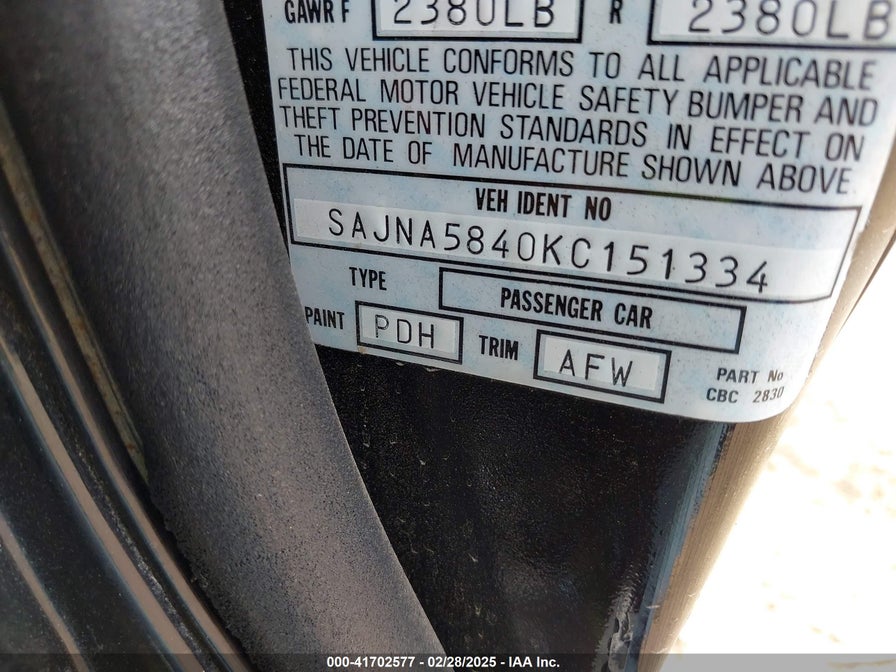 GAWR F 2380LB R 2380LB
THIS VEHICLE CONFORMS TO ALL APPLICABLE
FEDERAL MOTOR VEHICLE SAFETY BUMPER AND
THEFT PREVENTION STANDARDS IN EFFECT ON
THE DATE OF MANUFACTURE SHOWN ABOVE.
VEH IDENT NO
SAJNA5840KC151334
TYPE PASSENGER CAR
PAINT PDH TRIM AFW
PART No
CBC 2830
000-41702577 - 02/28/2025 - IAA Inc.